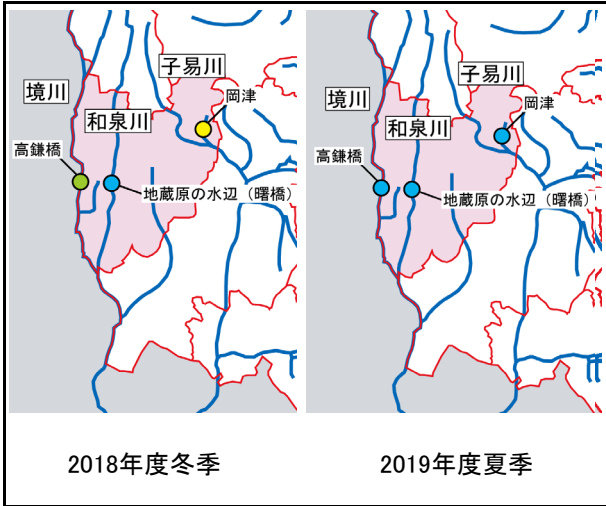 子易川
境川
岡津
和泉川
高鎌橋
地蔵原の水辺（曙橋）
2018年度冬季
子易川
境川
岡津
和泉川
高鎌橋
地蔵原の水辺（曙橋）
2019年度夏季